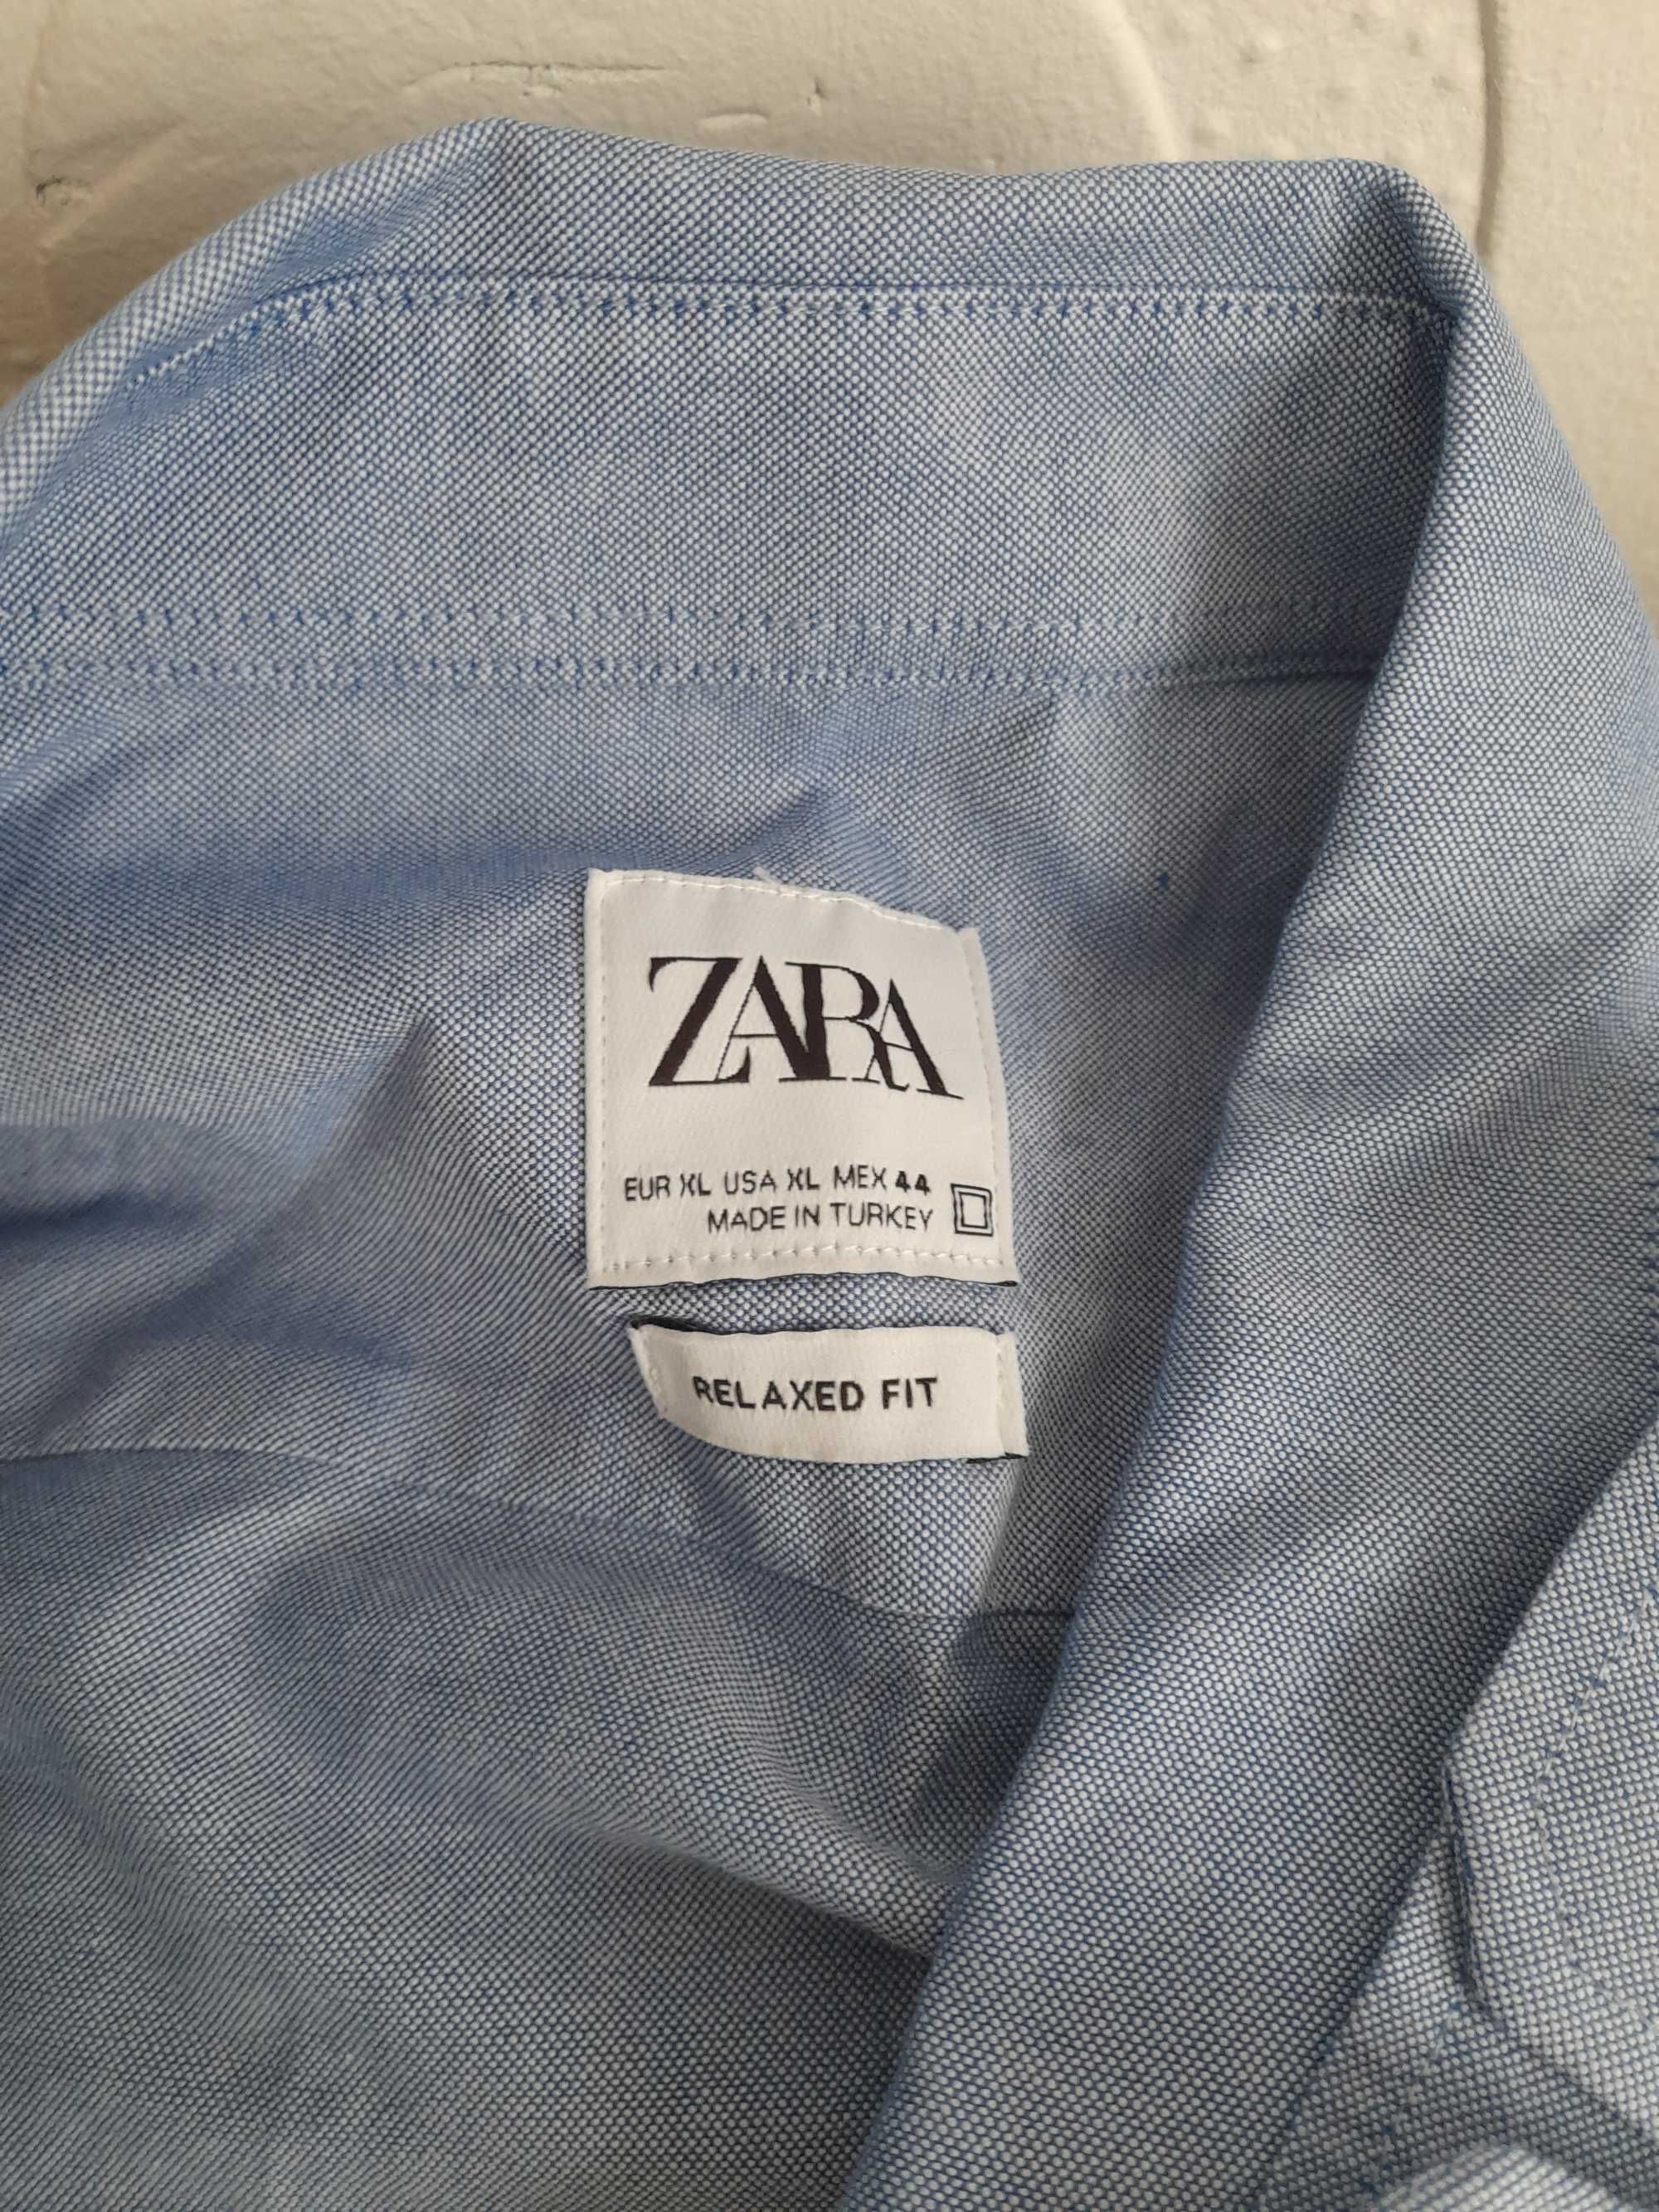 ZARA
EUR XL USA XL MEX 44
MADE IN TURKEY
RELAXED FIT